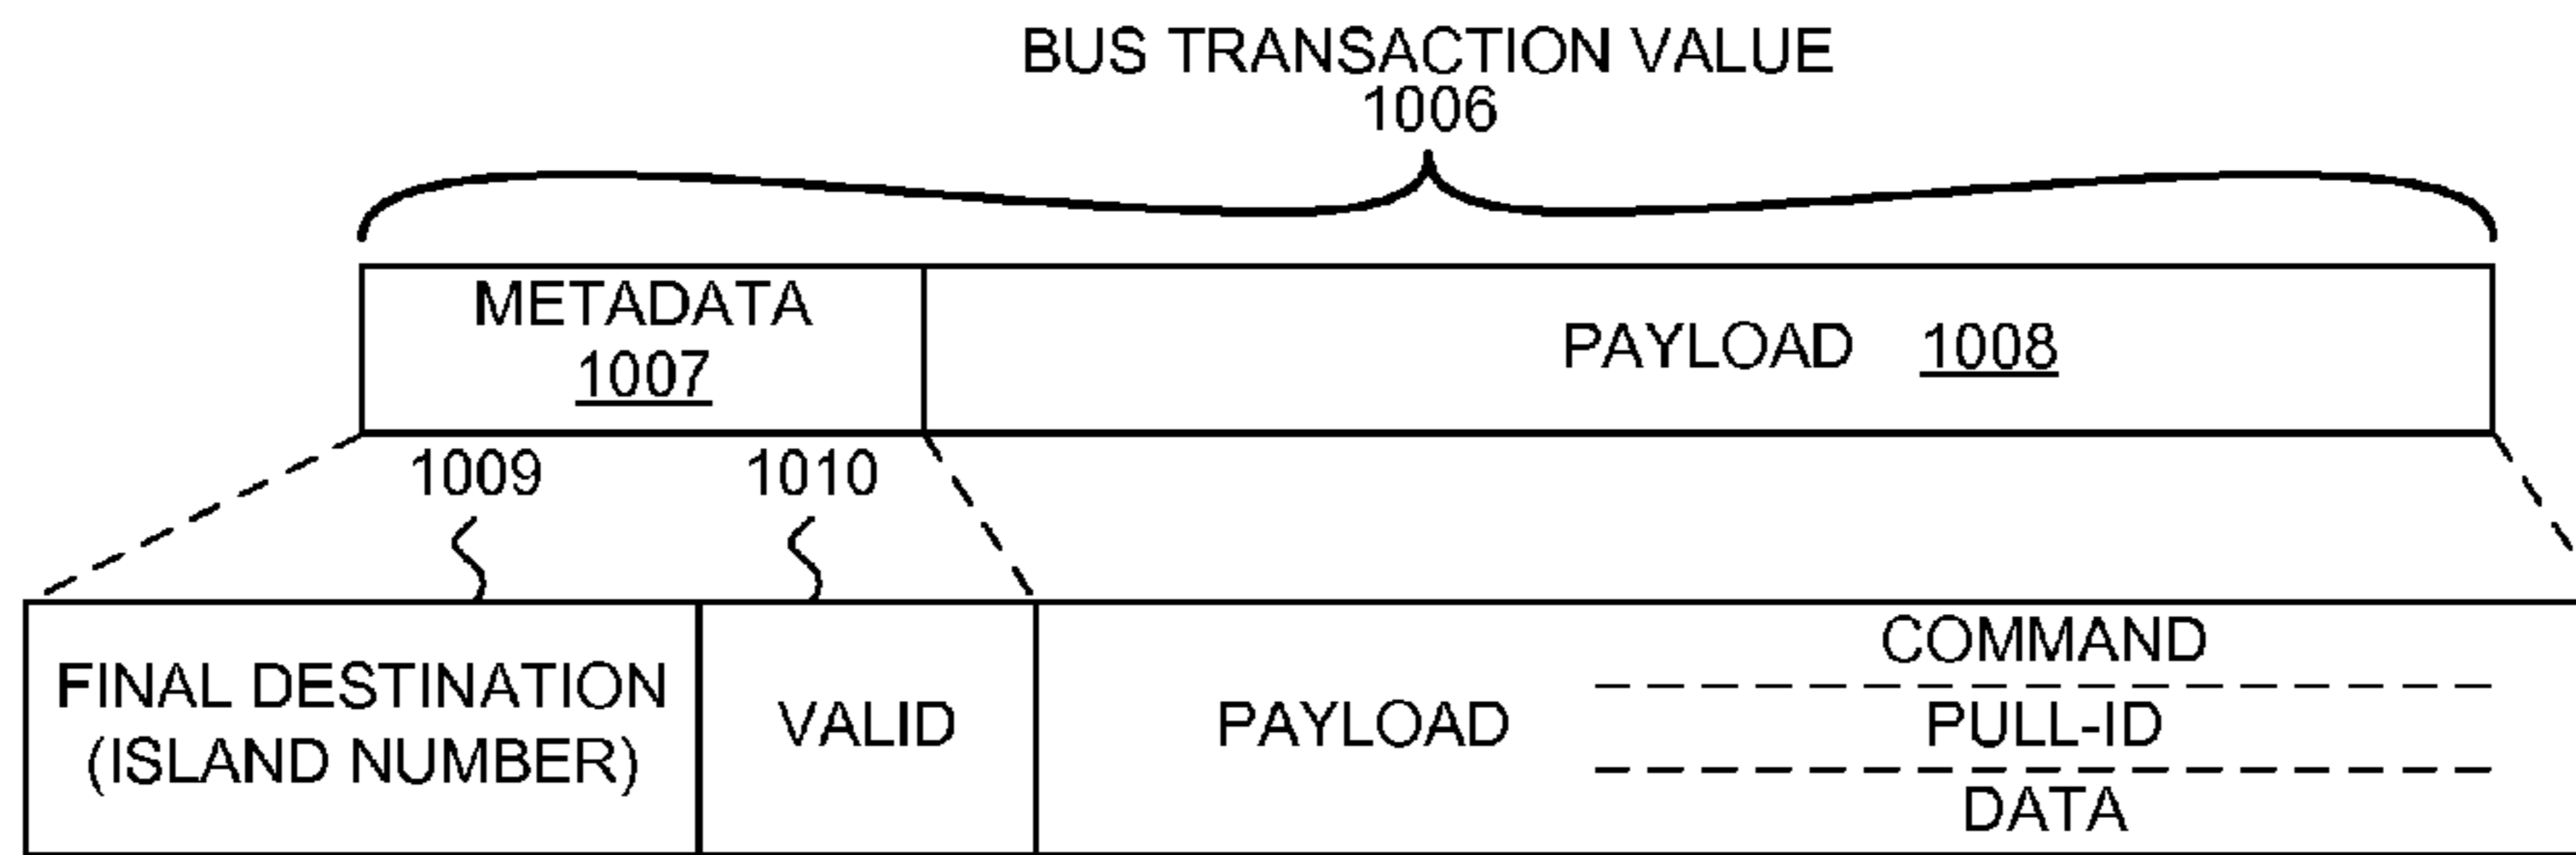 BUS TRANSACTION VALUE
1006
METADATA
1007
PAYLOAD 1008
1009 1010
FINAL DESTINATION
(ISLAND NUMBER)
VALID
PAYLOAD
COMMAND
PULL-ID
DATA